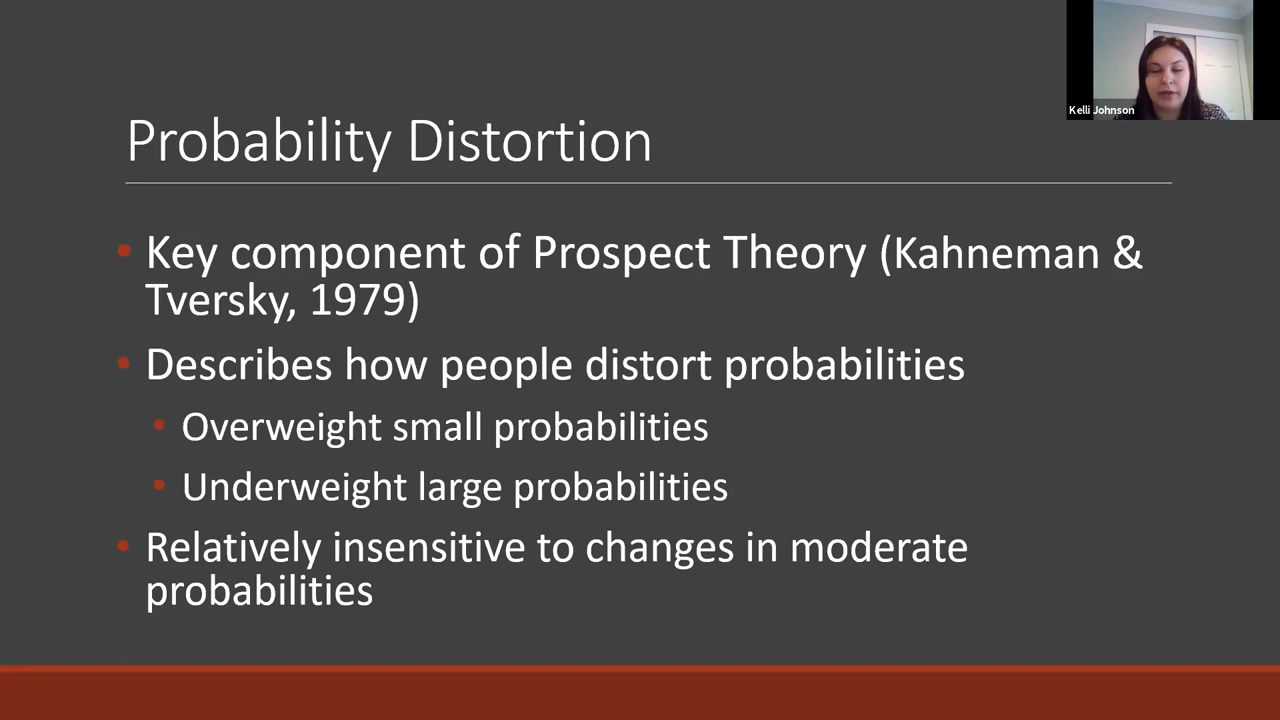 Kelli Johnson
Probability Distortion
• Key component of Prospect Theory (Kahneman &
Tversky, 1979)
• Describes how people distort probabilities
• Overweight small probabilities
• Underweight large probabilities
• Relatively insensitive to changes in moderate
probabilities